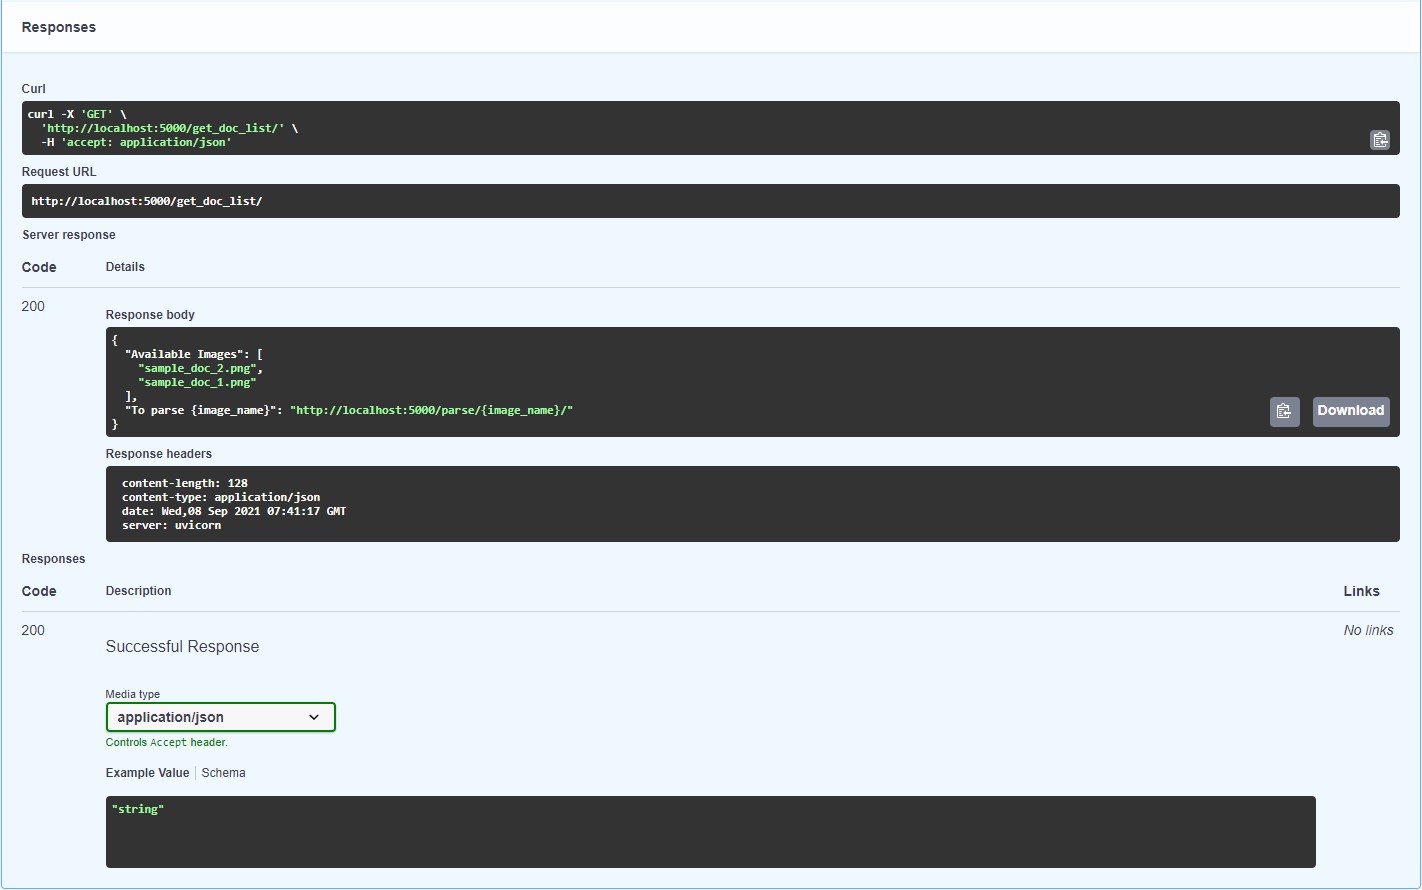 Responses
Curl
curl -X 'GET' \
  'http://localhost:5000/get_doc_list/' \
  -H 'accept: application/json'
Request URL
http://localhost:5000/get_doc_list/
Server response
Code Details
200
Response body
{
  "Available Images": [
    "sample_doc_2.png",
    "sample_doc_1.png"
  ],
  "To parse {image_name}": "http://localhost:5000/parse/{image_name}/"
}
Download
Response headers
content-length: 128
content-type: application/json
date: Wed,08 Sep 2021 07:41:17 GMT
server: uvicorn
Responses
Code Description Links
200 No links
Successful Response
Media type
application/json
Controls Accept header.
Example Value Schema
"string"